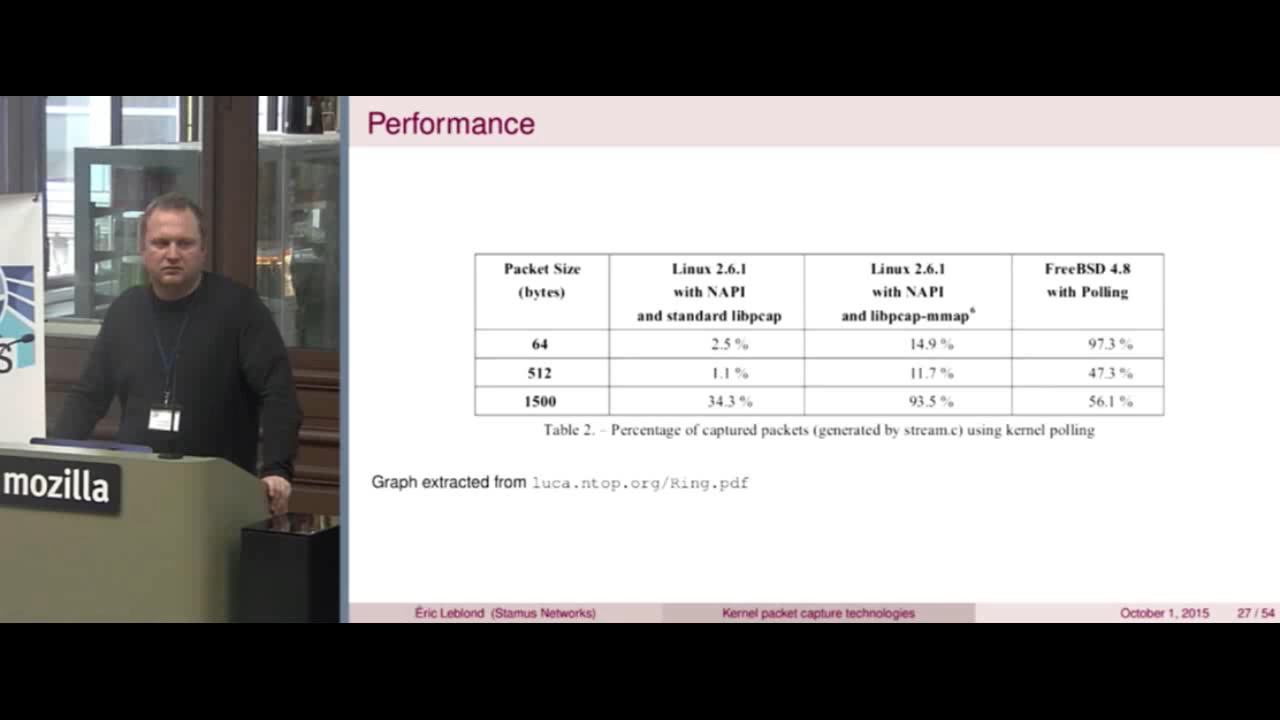 Performance
Packet Size (bytes) Linux 2.6.1 with NAPI and standard libpcap Linux 2.6.1 with NAPI and libpcap-mmap⁶ FreeBSD 4.8 with Polling
64 2.5 % 14.9 % 97.3 %
512 1.1 % 11.7 % 47.3 %
1500 34.3 % 93.5 % 56.1 %
Table 2. – Percentage of captured packets (generated by stream.c) using kernel polling
Graph extracted from luca.ntop.org/Ring.pdf
Éric Leblond (Stamus Networks) Kernel packet capture technologies October 1, 2015 27 / 54
mozilla
S